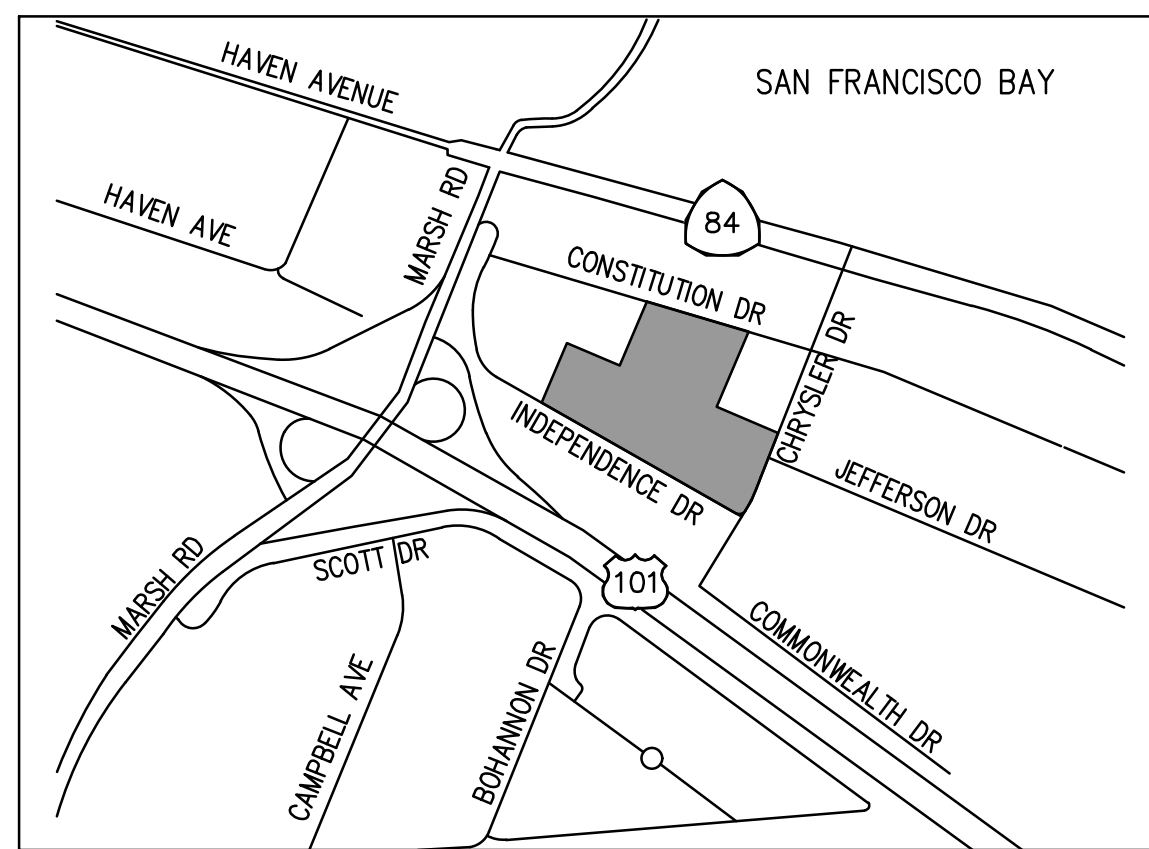 HAVEN AVENUE
SAN FRANCISCO BAY
HAVEN AVE
MARSH RD
84
CONSTITUTION DR
CHRYSLER DR
INDEPENDENCE DR
JEFFERSON DR
MARSH RD
SCOTT DR
101
COMMONWEALTH DR
CAMPBELL AVE
BOHANNON DR